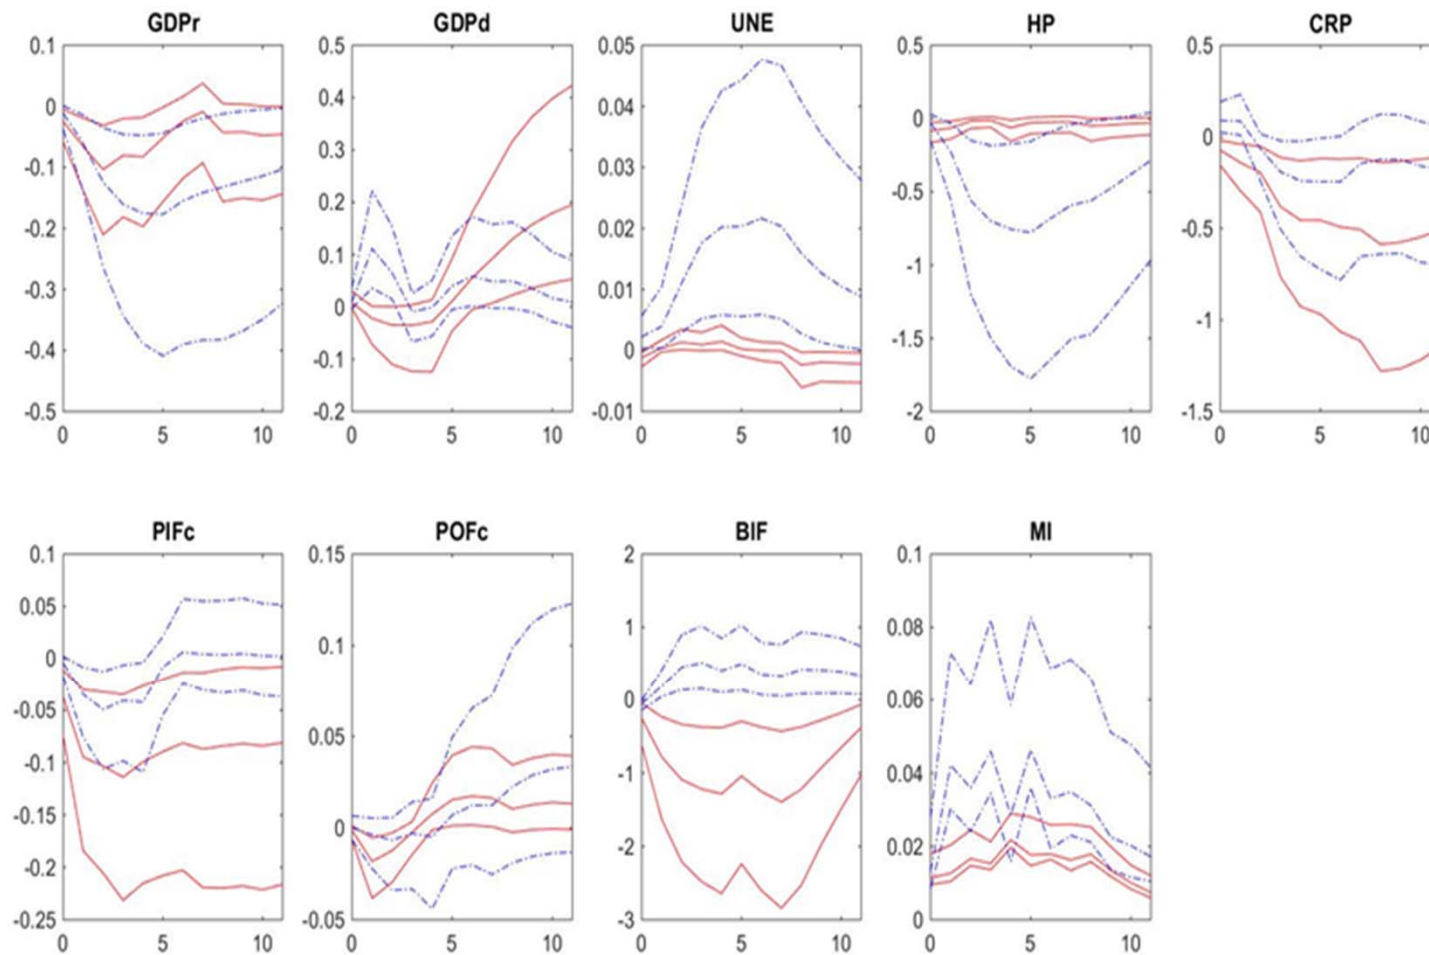 GDPr GDPd UNE HP CRP
0.1 0.5 0.05 0.5 0.5
0 0.4 0.04 0 0
-0.1 0.3 0.03 -0.5 -0.5
-0.2 0.2 0.02 -1 -1
-0.3 0.1 0.01 -1.5 -1.5
-0.4 0 0 -2
-0.5 -0.1 -0.01
-0.2
0 5 10 0 5 10 0 5 10 0 5 10 0 5 10
PIFc POFc BIF MI
0.1 0.15 2 0.1
0.05 0.1 1 0.08
0 0.05 0 0.06
-0.05 0 -1 0.04
-0.1 -0.05 -2 0.02
-0.15 -3 0
-0.2
-0.25
0 5 10 0 5 10 0 5 10 0 5 10